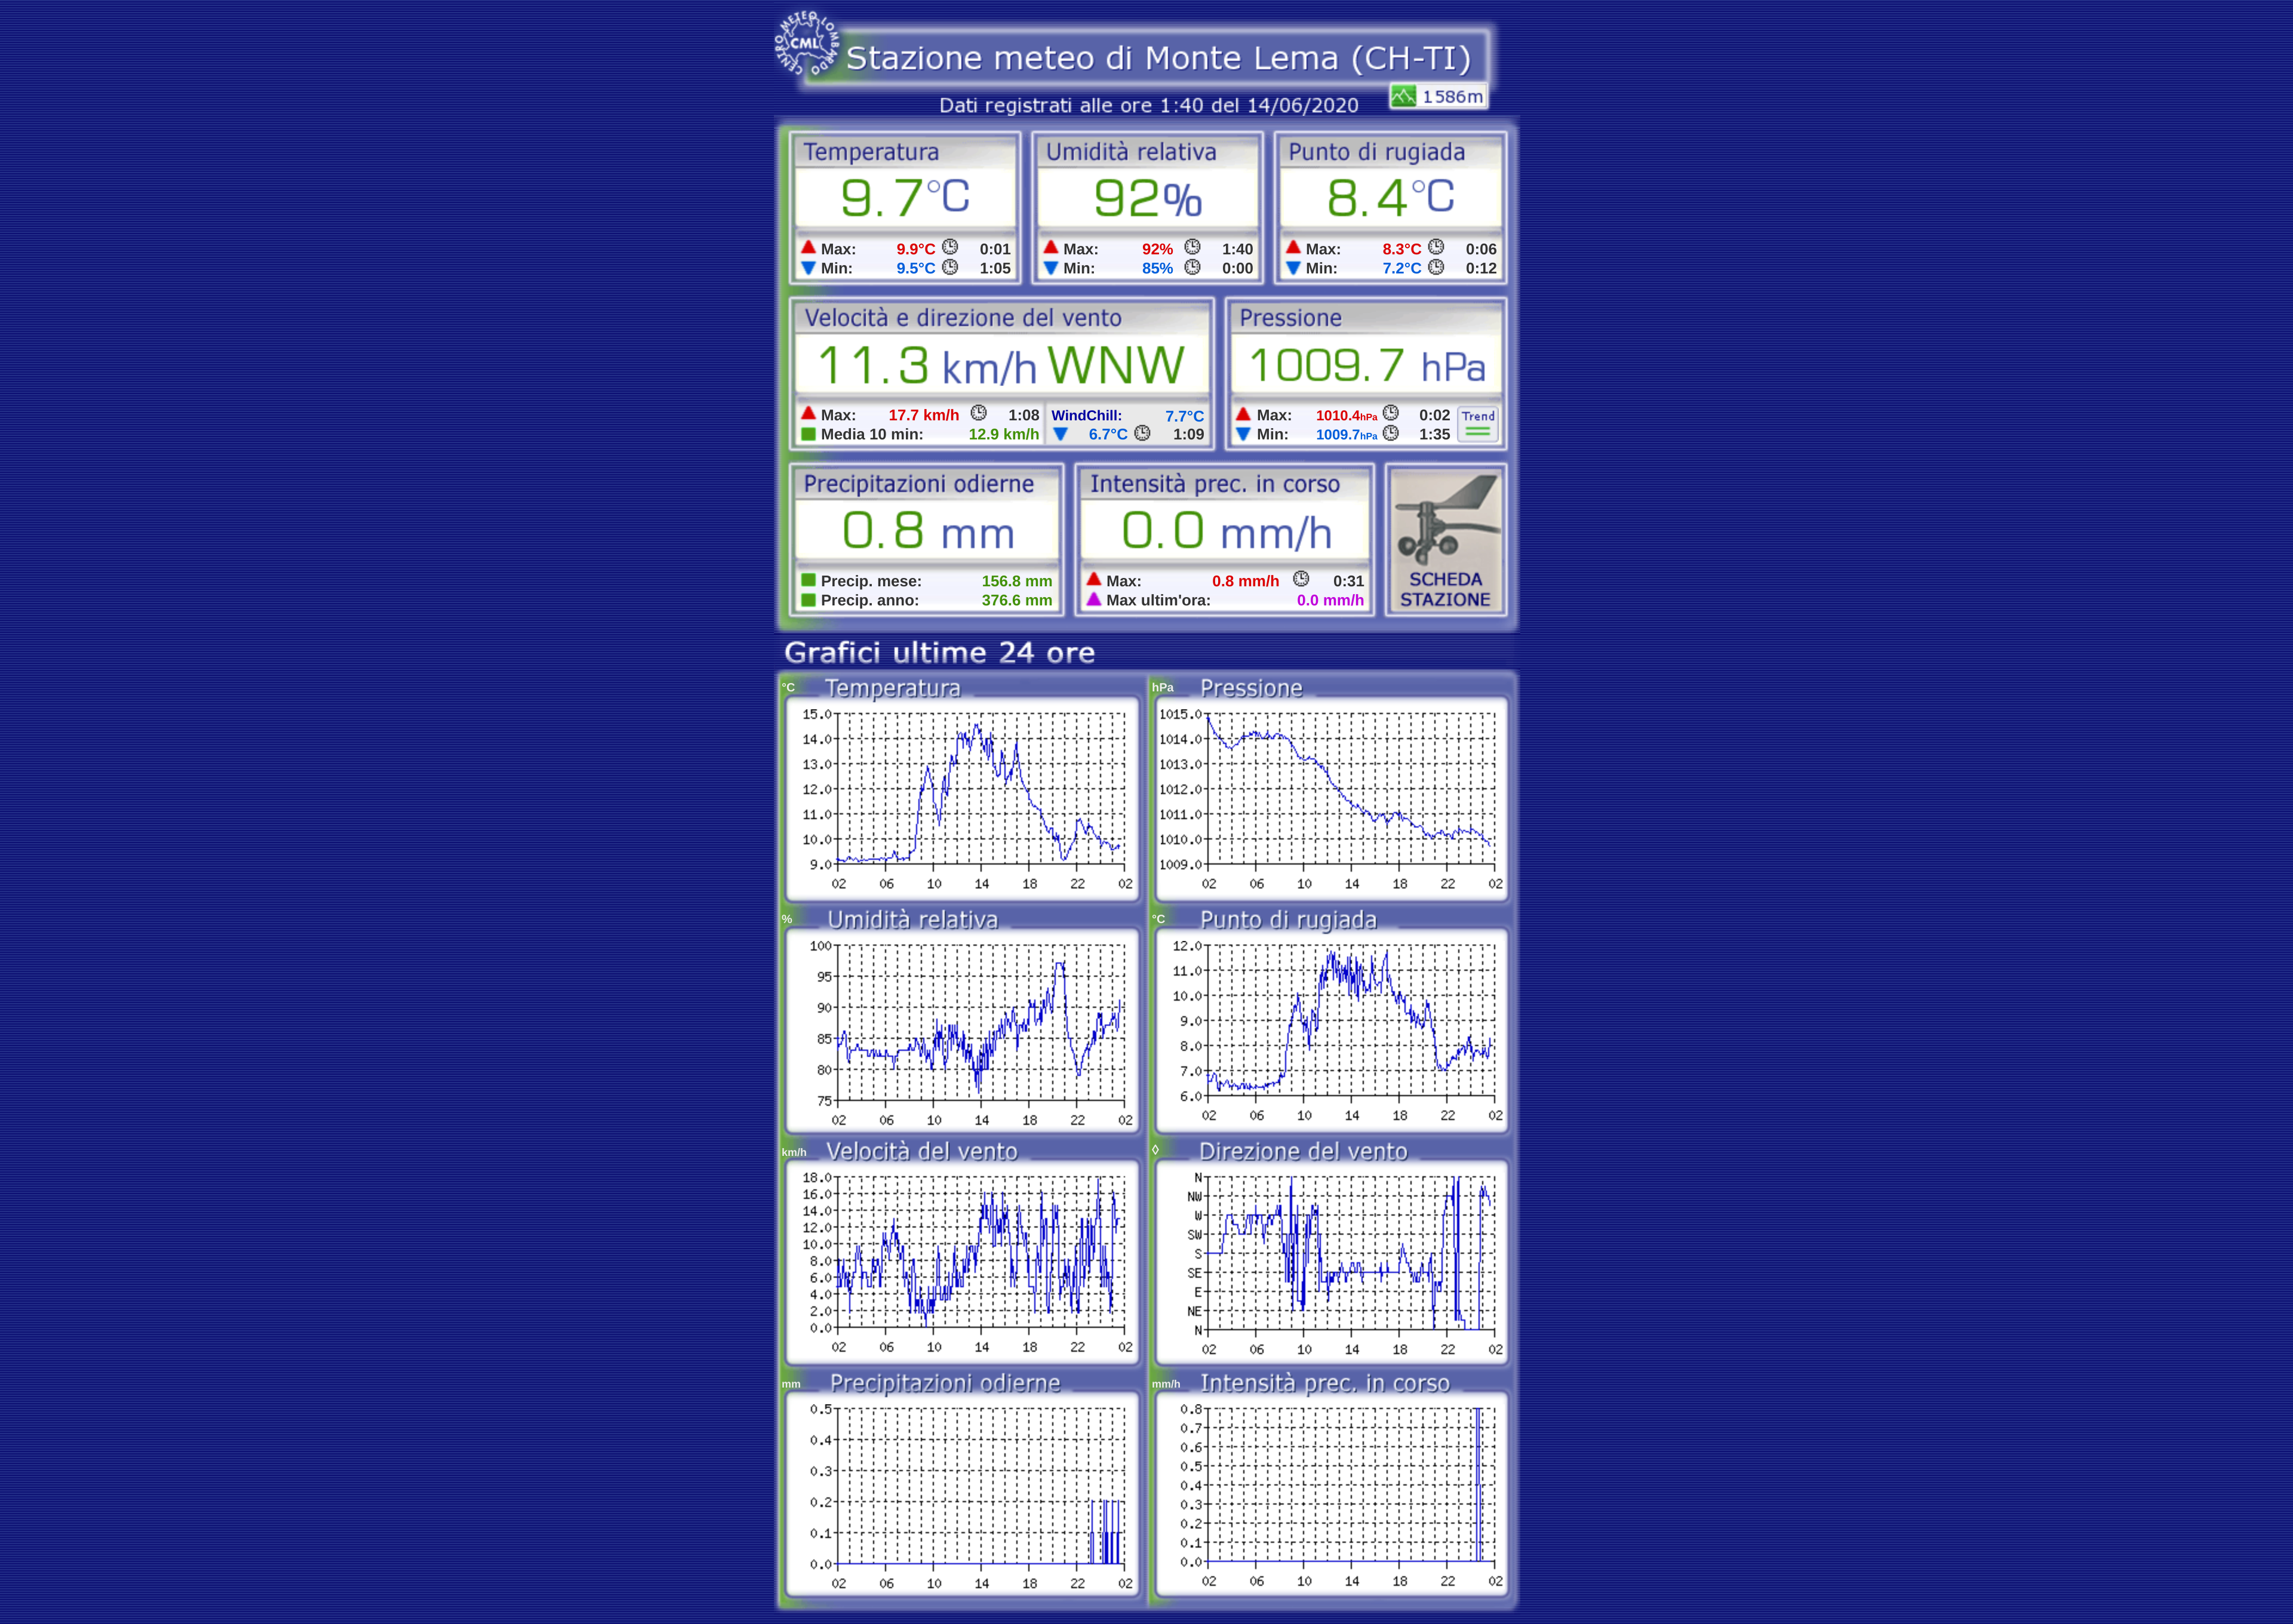 CENTRO METEO LOMBARDO
CML
Stazione meteo di Monte Lema (CH-TI)
1586m
Dati registrati alle ore 1:40 del 14/06/2020
Temperatura
9.7°C
Max: 9.9°C 0:01
Min: 9.5°C 1:05
Umidità relativa
92%
Max: 92% 1:40
Min: 85% 0:00
Punto di rugiada
8.4°C
Max: 8.3°C 0:06
Min: 7.2°C 0:12
Velocità e direzione del vento
11.3 km/h WNW
Max: 17.7 km/h 1:08
Media 10 min: 12.9 km/h
WindChill: 7.7°C
6.7°C 1:09
Pressione
1009.7 hPa
Max: 1010.4hPa 0:02
Min: 1009.7hPa 1:35
Trend
Precipitazioni odierne
0.8 mm
Precip. mese: 156.8 mm
Precip. anno: 376.6 mm
Intensità prec. in corso
0.0 mm/h
Max: 0.8 mm/h 0:31
Max ultim'ora: 0.0 mm/h
SCHEDA
STAZIONE
Grafici ultime 24 ore
°C Temperatura
15.0
14.0
13.0
12.0
11.0
10.0
9.0
02 06 10 14 18 22 02
hPa Pressione
1015.0
1014.0
1013.0
1012.0
1011.0
1010.0
1009.0
02 06 10 14 18 22 02
% Umidità relativa
100
95
90
85
80
75
02 06 10 14 18 22 02
°C Punto di rugiada
12.0
11.0
10.0
9.0
8.0
7.0
6.0
02 06 10 14 18 22 02
km/h Velocità del vento
18.0
16.0
14.0
12.0
10.0
8.0
6.0
4.0
2.0
0.0
02 06 10 14 18 22 02
◊ Direzione del vento
N
NW
W
SW
S
SE
E
NE
N
02 06 10 14 18 22 02
mm Precipitazioni odierne
0.5
0.4
0.3
0.2
0.1
0.0
02 06 10 14 18 22 02
mm/h Intensità prec. in corso
0.8
0.7
0.6
0.5
0.4
0.3
0.2
0.1
0.0
02 06 10 14 18 22 02